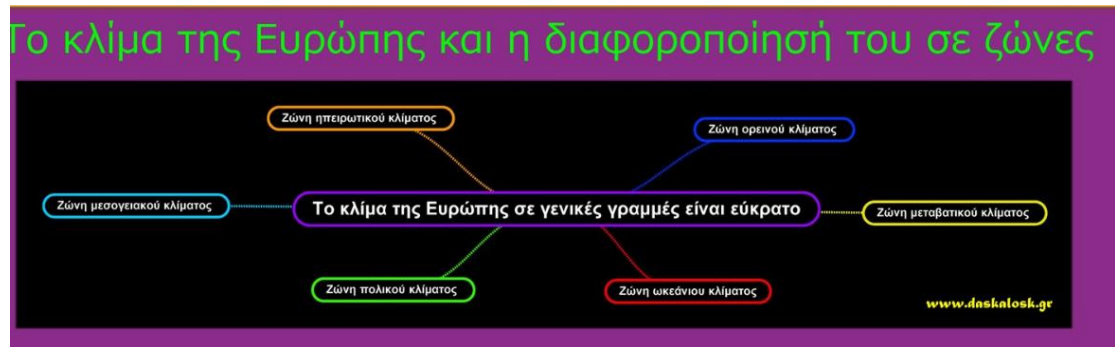 Το κλίμα της Ευρώπης και η διαφοροποίησή του σε ζώνες
Ζώνη ηπειρωτικού κλίματος
Ζώνη ορεινού κλίματος
Ζώνη μεσογειακού κλίματος
Το κλίμα της Ευρώπης σε γενικές γραμμές είναι εύκρατο
Ζώνη μεταβατικού κλίματος
Ζώνη πολικού κλίματος
Ζώνη ωκεάνιου κλίματος
www.daskalosk.gr